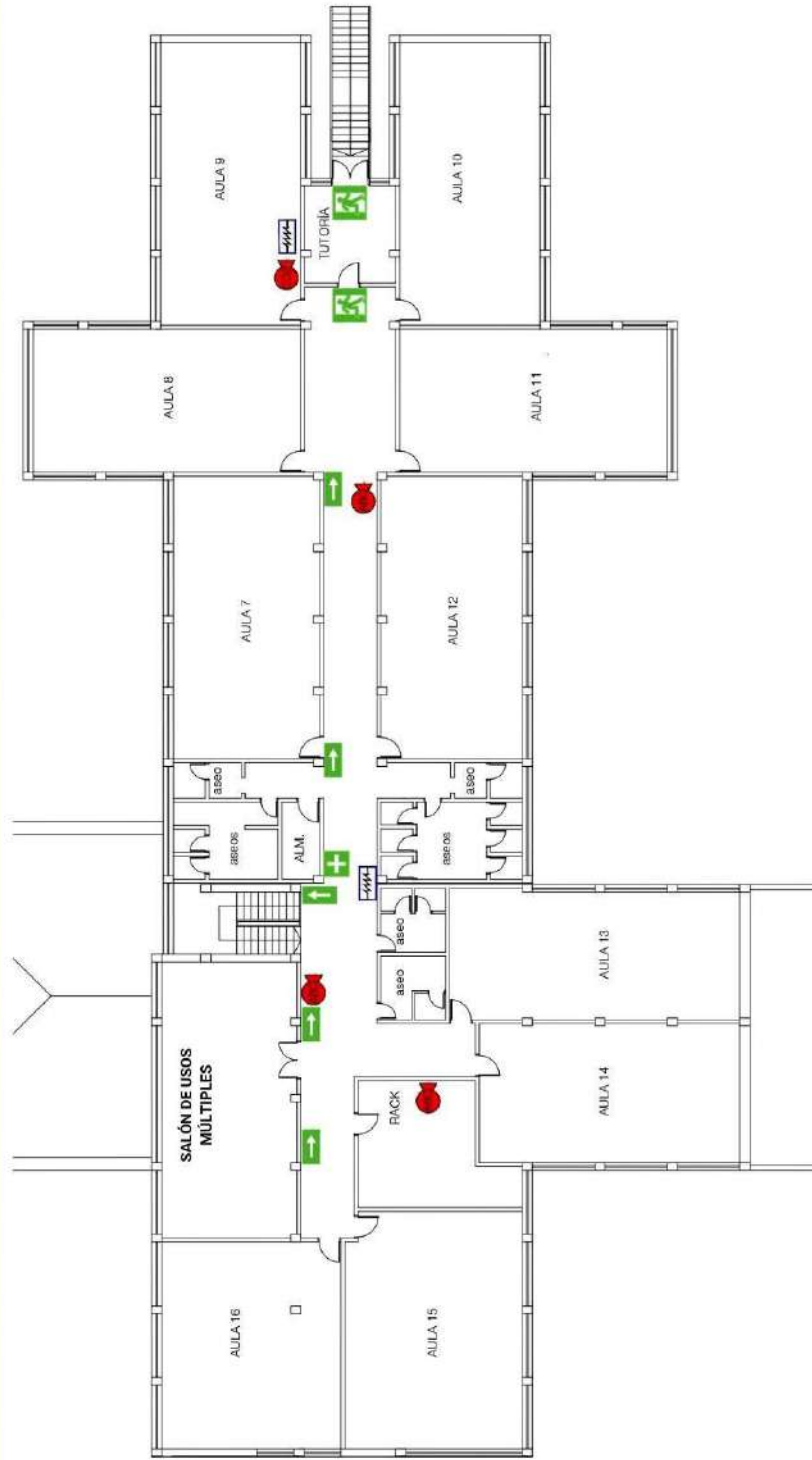 AULA 9
AULA 10
TUTORÍA
AULA 8
AULA 11
AULA 7
AULA 12
aseo
aseo
aseos
ALM.
aseos
aseo
aseo
AULA 13
SALÓN DE USOS
MÚLTIPLES
RACK
AULA 14
AULA 16
AULA 15